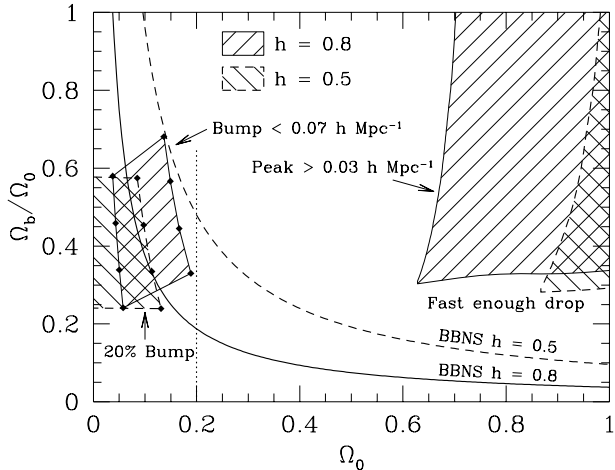 1
0.8
0.6
0.4
0.2
0
Ω_b/Ω_0
h = 0.8
h = 0.5
Bump < 0.07 h Mpc⁻¹
Peak > 0.03 h Mpc⁻¹
Fast enough drop
20% Bump
BBNS h = 0.5
BBNS h = 0.8
0 0.2 0.4 0.6 0.8 1
Ω_0